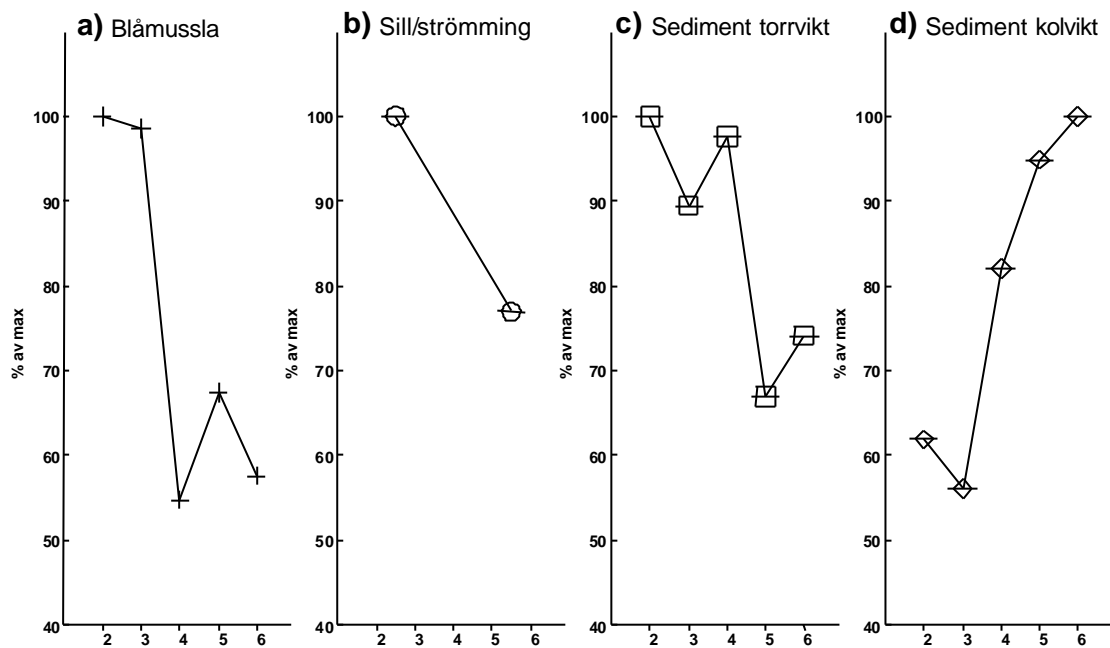 a) Blåmussla
100
90
80
70
60
50
40
% av max
2 3 4 5 6
b) Sill/strömming
100
90
80
70
60
50
40
% av max
2 3 4 5 6
c) Sediment torrvikt
100
90
80
70
60
50
40
% av max
2 3 4 5 6
d) Sediment kolvikt
100
90
80
70
60
50
40
% av max
2 3 4 5 6